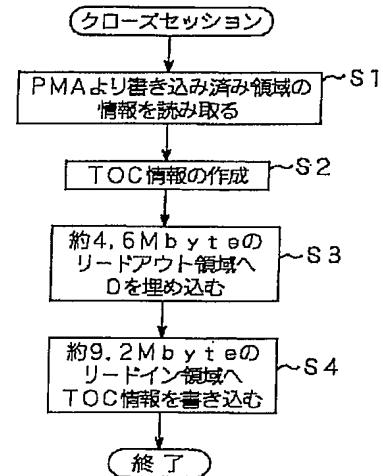 クローズセッション
PMAより書き込み済み領域の
情報を読み取る
S1
TOC情報の作成
S2
約4,6Mbyteの
リードアウト領域へ
0を埋め込む
S3
約9.2Mbyteの
リードイン領域へ
TOC情報を書き込む
S4
終了